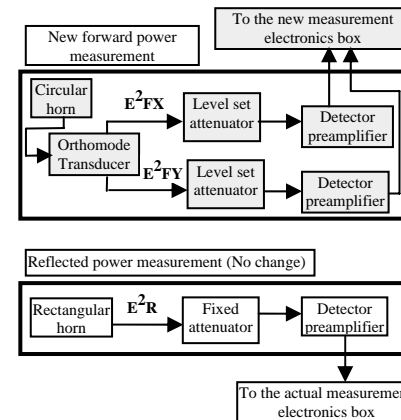 To the new measurement
electronics box
New forward power
measurement
Circular
horn
Orthomode
Transducer
E²FX
Level set
attenuator
Detector
preamplifier
E²FY
Level set
attenuator
Detector
preamplifier
Reflected power measurement (No change)
Rectangular
horn
E²R
Fixed
attenuator
Detector
preamplifier
To the actual measurement
electronics box